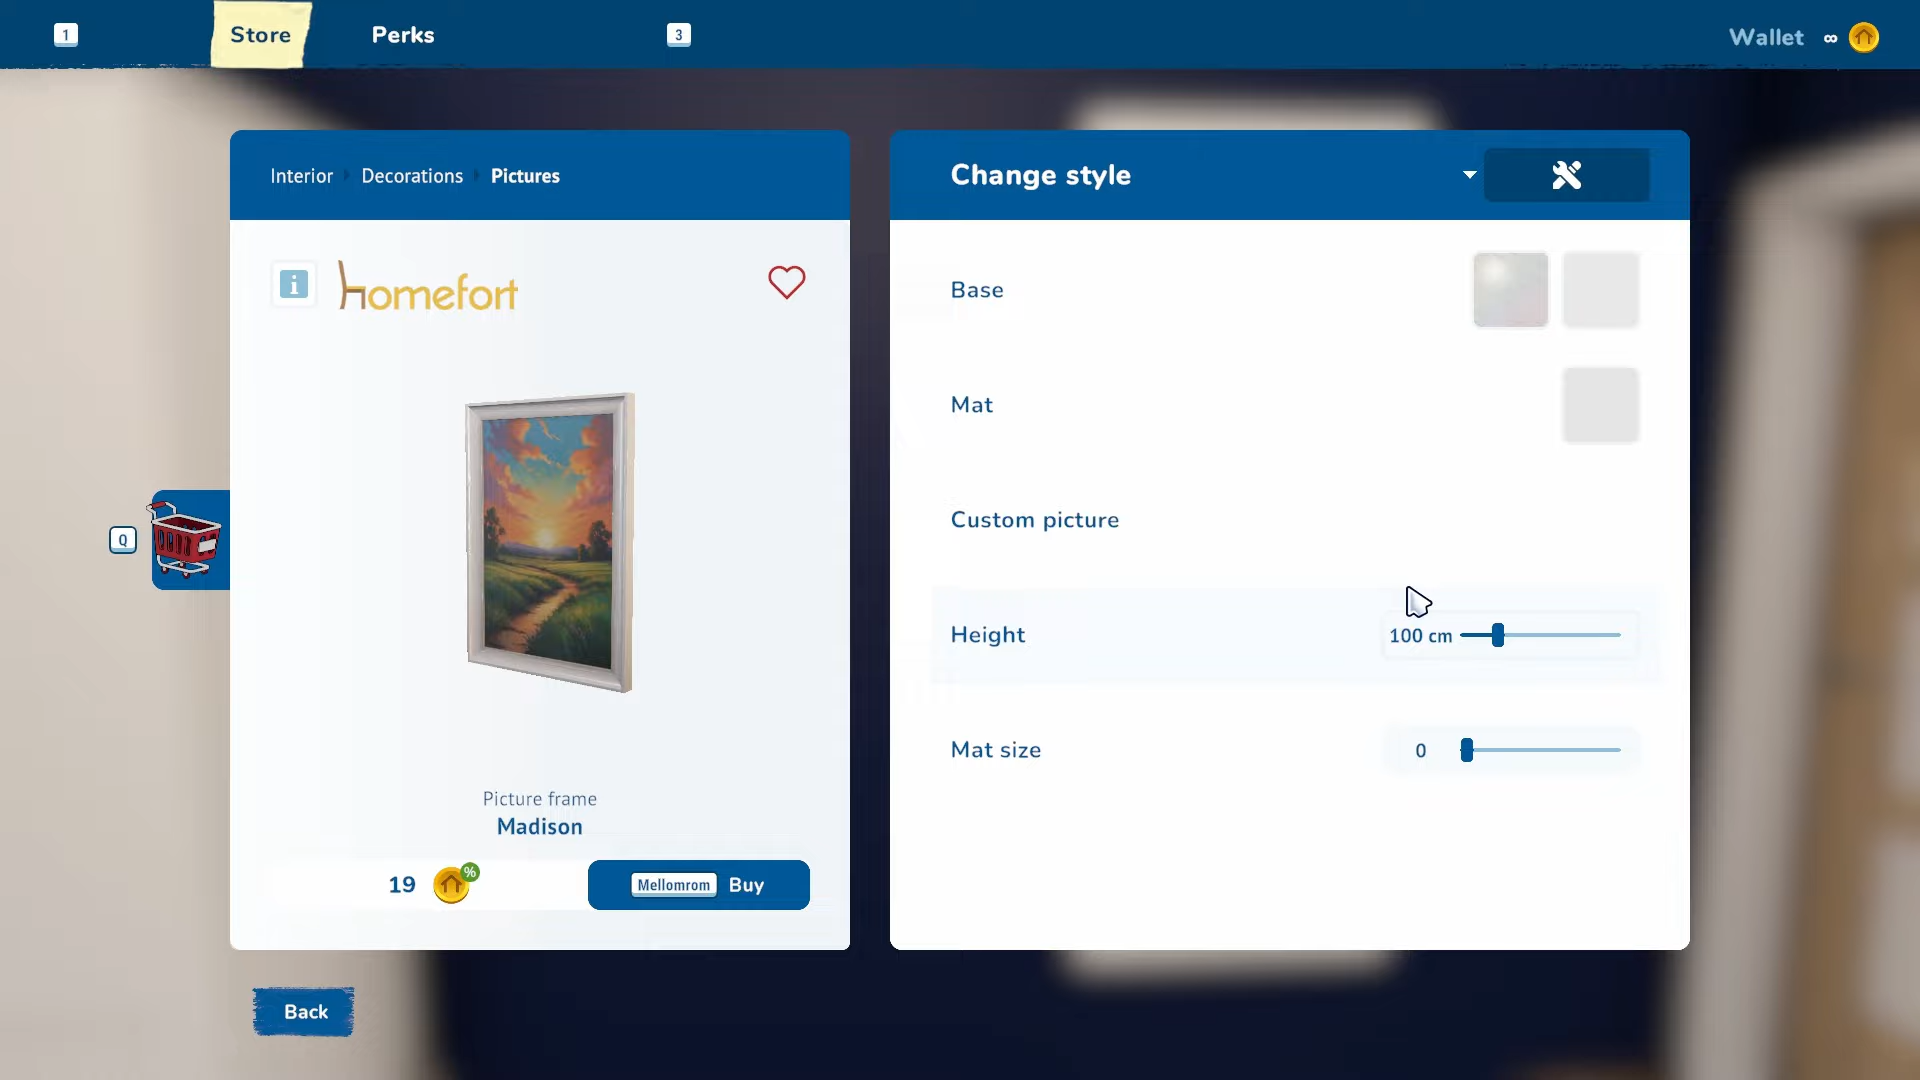 1
Store
Perks
3
Wallet ∞
Interior Decorations Pictures
i homefort
Picture frame
Madison
19 %
Mellomrom Buy
Q
Change style
Base
Mat
Custom picture
Height
100 cm
Mat size
0
Back